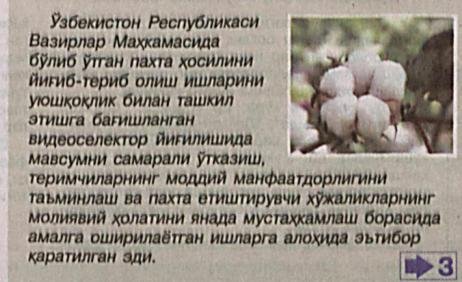 Ўзбекистон Республикаси
Вазирлар Маҳкамасида
бўлиб ўтган пахта ҳосилини
йиғиб-териб олиш ишларини
уюшқоқлик билан ташкил
этишга бағишланган
видеоселектор йиғилишида
мавсумни самарали ўтказиш,
теримчиларнинг моддий манфаатдорлигини
таъминлаш ва пахта етиштирувчи хўжаликларнинг
молиявий ҳолатини янада мустаҳкамлаш борасида
амалга оширилаётган ишларга алоҳида эътибор
қаратилган эди.
3